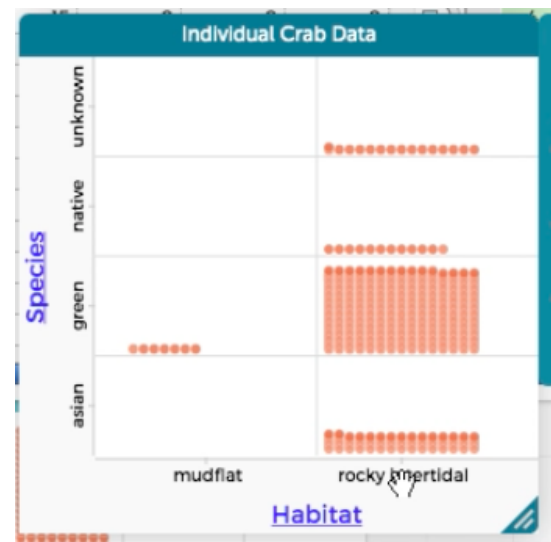 Individual Crab Data
unknown
native
green
asian
Species
mudflat
rocky intertidal
Habitat